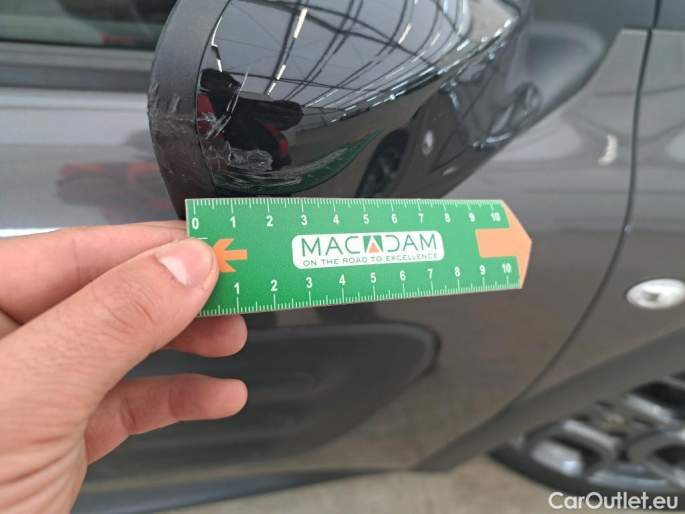 0 1 2 3 4 5 6 7 8 9 10
MACADAM
ON THE ROAD TO EXCELLENCE
1 2 3 4 5 6 7 8 9 10
CarOutlet.eu